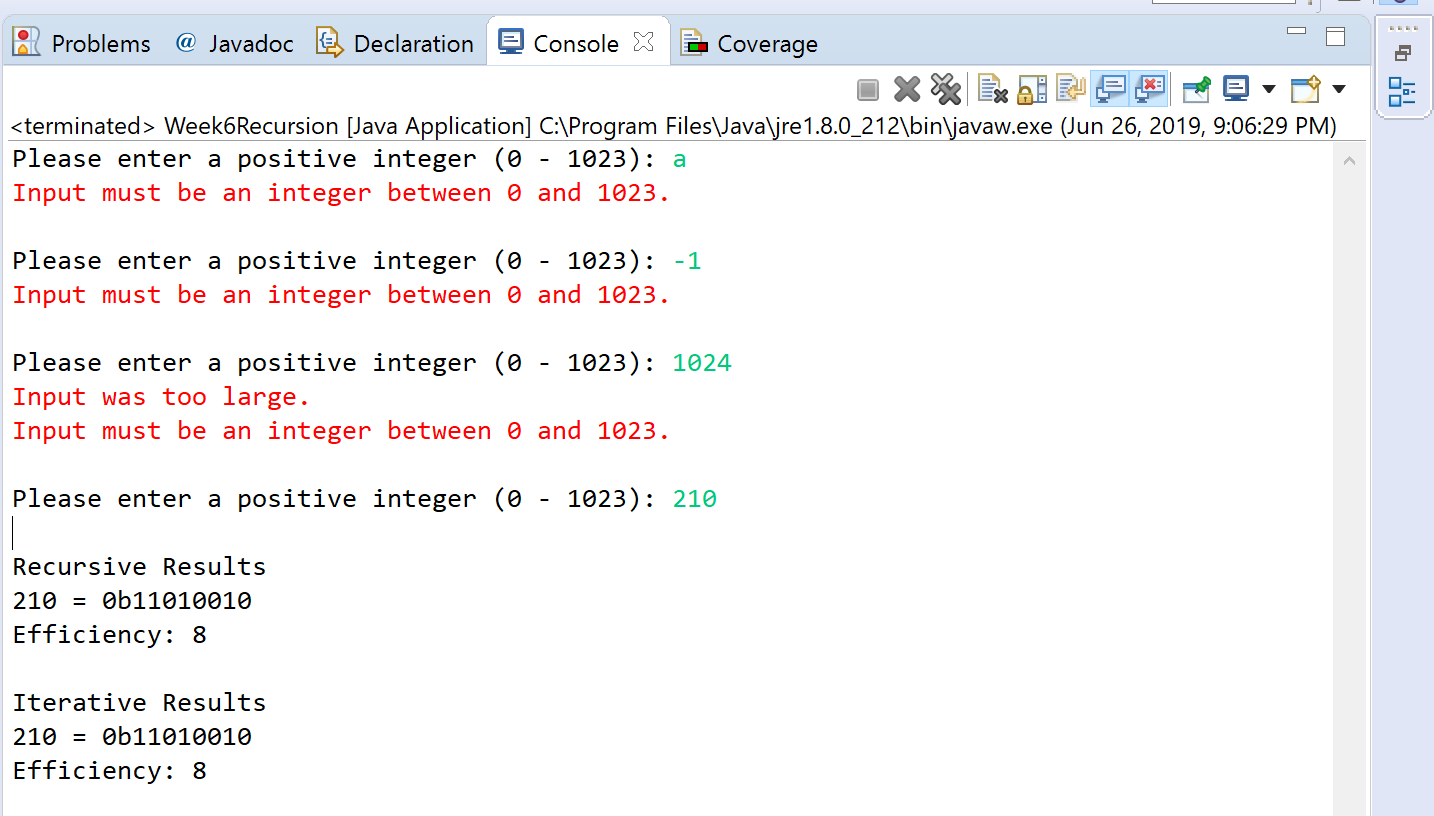 Problems @ Javadoc Declaration Console Coverage
<terminated> Week6Recursion [Java Application] C:\Program Files\Java\jre1.8.0_212\bin\javaw.exe (Jun 26, 2019, 9:06:29 PM)
Please enter a positive integer (0 - 1023): a
Input must be an integer between 0 and 1023.
Please enter a positive integer (0 - 1023): -1
Input must be an integer between 0 and 1023.
Please enter a positive integer (0 - 1023): 1024
Input was too large.
Input must be an integer between 0 and 1023.
Please enter a positive integer (0 - 1023): 210
Recursive Results
210 = 0b11010010
Efficiency: 8
Iterative Results
210 = 0b11010010
Efficiency: 8